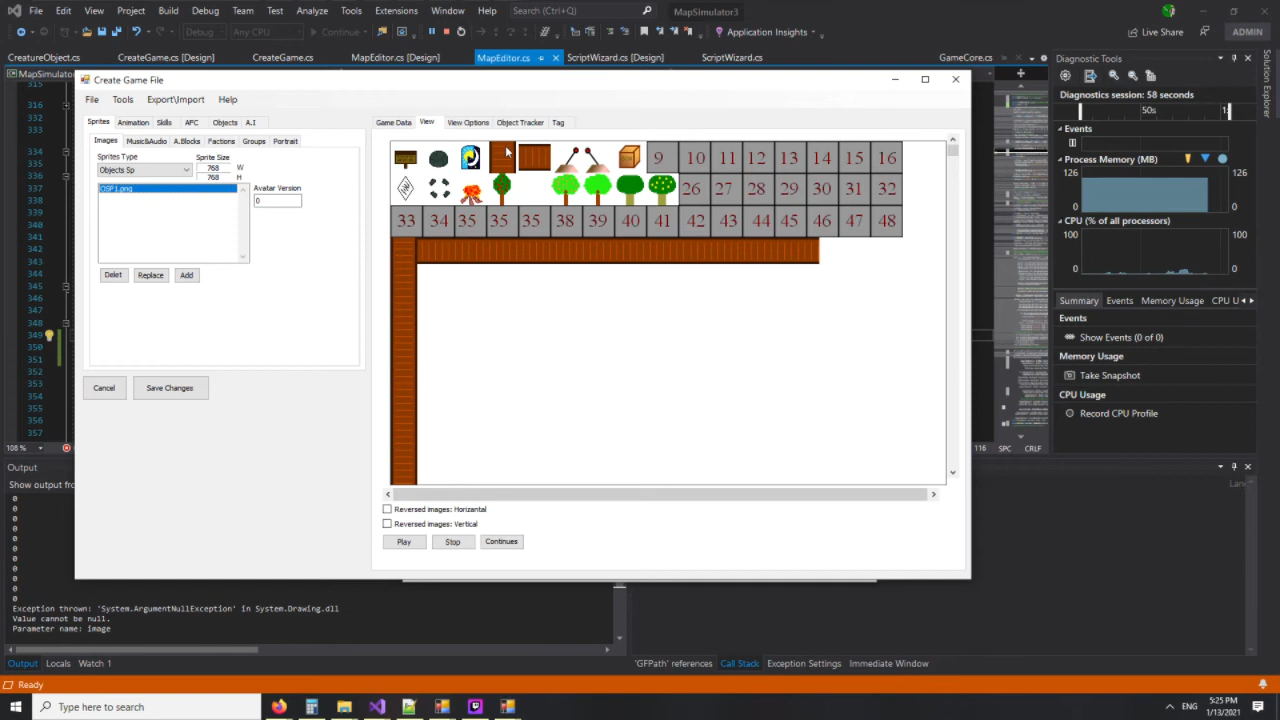 File Edit View Git Project Build Debug Team Test Analyze Tools Extensions Window Help Search (Ctrl+Q) MapSimulator3
Debug Any CPU Continue Application Insights Live Share ADMIN
CreatureObject.cs CreateGame.cs [Design] CreateGame.cs MapEditor.cs [Design] MapEditor.cs ScriptWizard.cs [Design] ScriptWizard.cs GameCore.cs
MapSimulato
Create Game File
File Tools Export\Import Help
Sprites Animation Skills APC Objects A.I
Images Music&Audio A.Blocks Factions Groups Portrait
Sprites Type Sprite Size
Objects Sp 768 W
768 H
OSP1.png
Avatar Version
0
Delet Replace Add
Cancel Save Changes
Game Data View View Options Object Tracker Tag
9 10 11 12 13 14 15 16
26 27 28 29 30 31 32
33 34 35 35 35 38 39 40 41 42 43 44 45 46 47 48
Reversed images: Horizontal
Reversed images: Vertical
Play Stop Continues
315
316
332
333
334
335
336
337
338
339
340
341
342
343
344
345
346
347
348
349
350
351
352
353
354
355
356
357
108 %
116 SPC CRLF
Diagnostic Tools
Diagnostics session: 58 seconds
50s
Events
Process Memory (MB)
126 126
0 0
CPU (% of all processors)
100 100
0 0
Summary Events Memory Usage CPU U
Events
Show Events (0 of 0)
Memory Usage
Take Snapshot
CPU Usage
Record CPU Profile
Solution Explorer
Output
Show output from
0
0
0
0
0
0
0
0
0
0
0
Exception thrown: 'System.ArgumentNullException' in System.Drawing.dll
Value cannot be null.
Parameter name: image
Output Locals Watch 1
'GFPath' references Call Stack Exception Settings Immediate Window
Ready
Type here to search
ENG
5:25 PM
1/13/2021